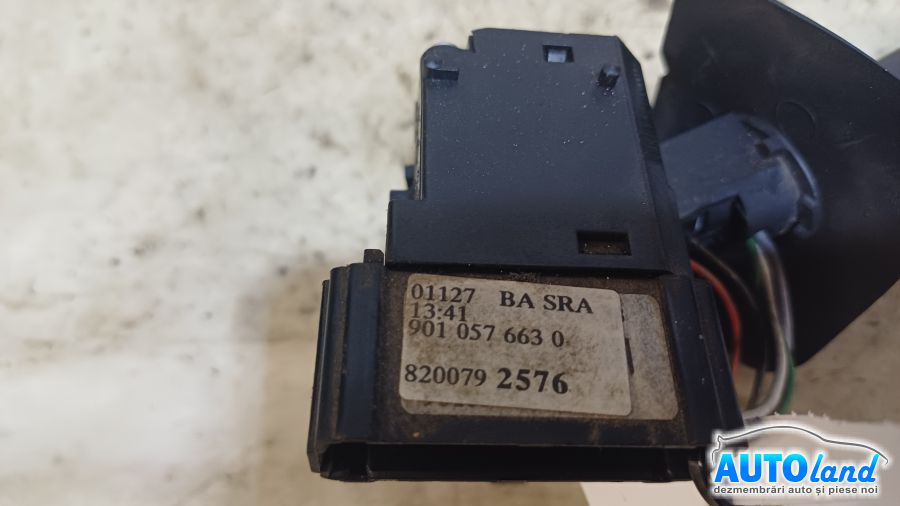 01127 BA SRA
13:41
901 057 663 0
820079 2576
AUTOland
dezmembrări auto și piese noi